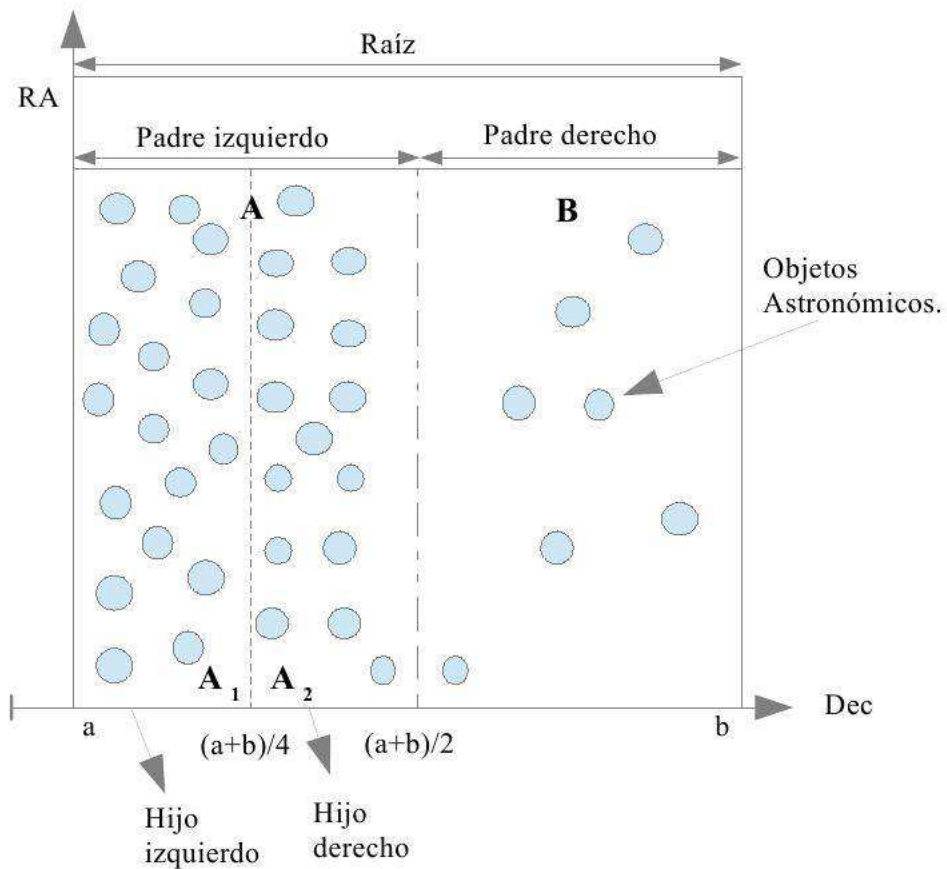 Raíz
RA
Padre izquierdo
Padre derecho
A
B
Objetos
Astronómicos.
A 1
A 2
Dec
a
(a+b)/4
(a+b)/2
b
Hijo
izquierdo
Hijo
derecho